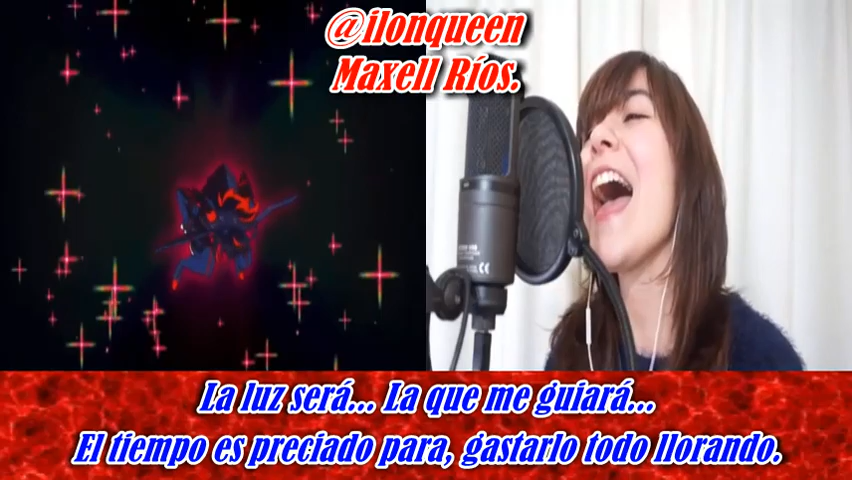 @ilonqueen
Maxell Ríos.
La luz será... La que me guiará...
El tiempo es preciado para, gastarlo todo llorando.